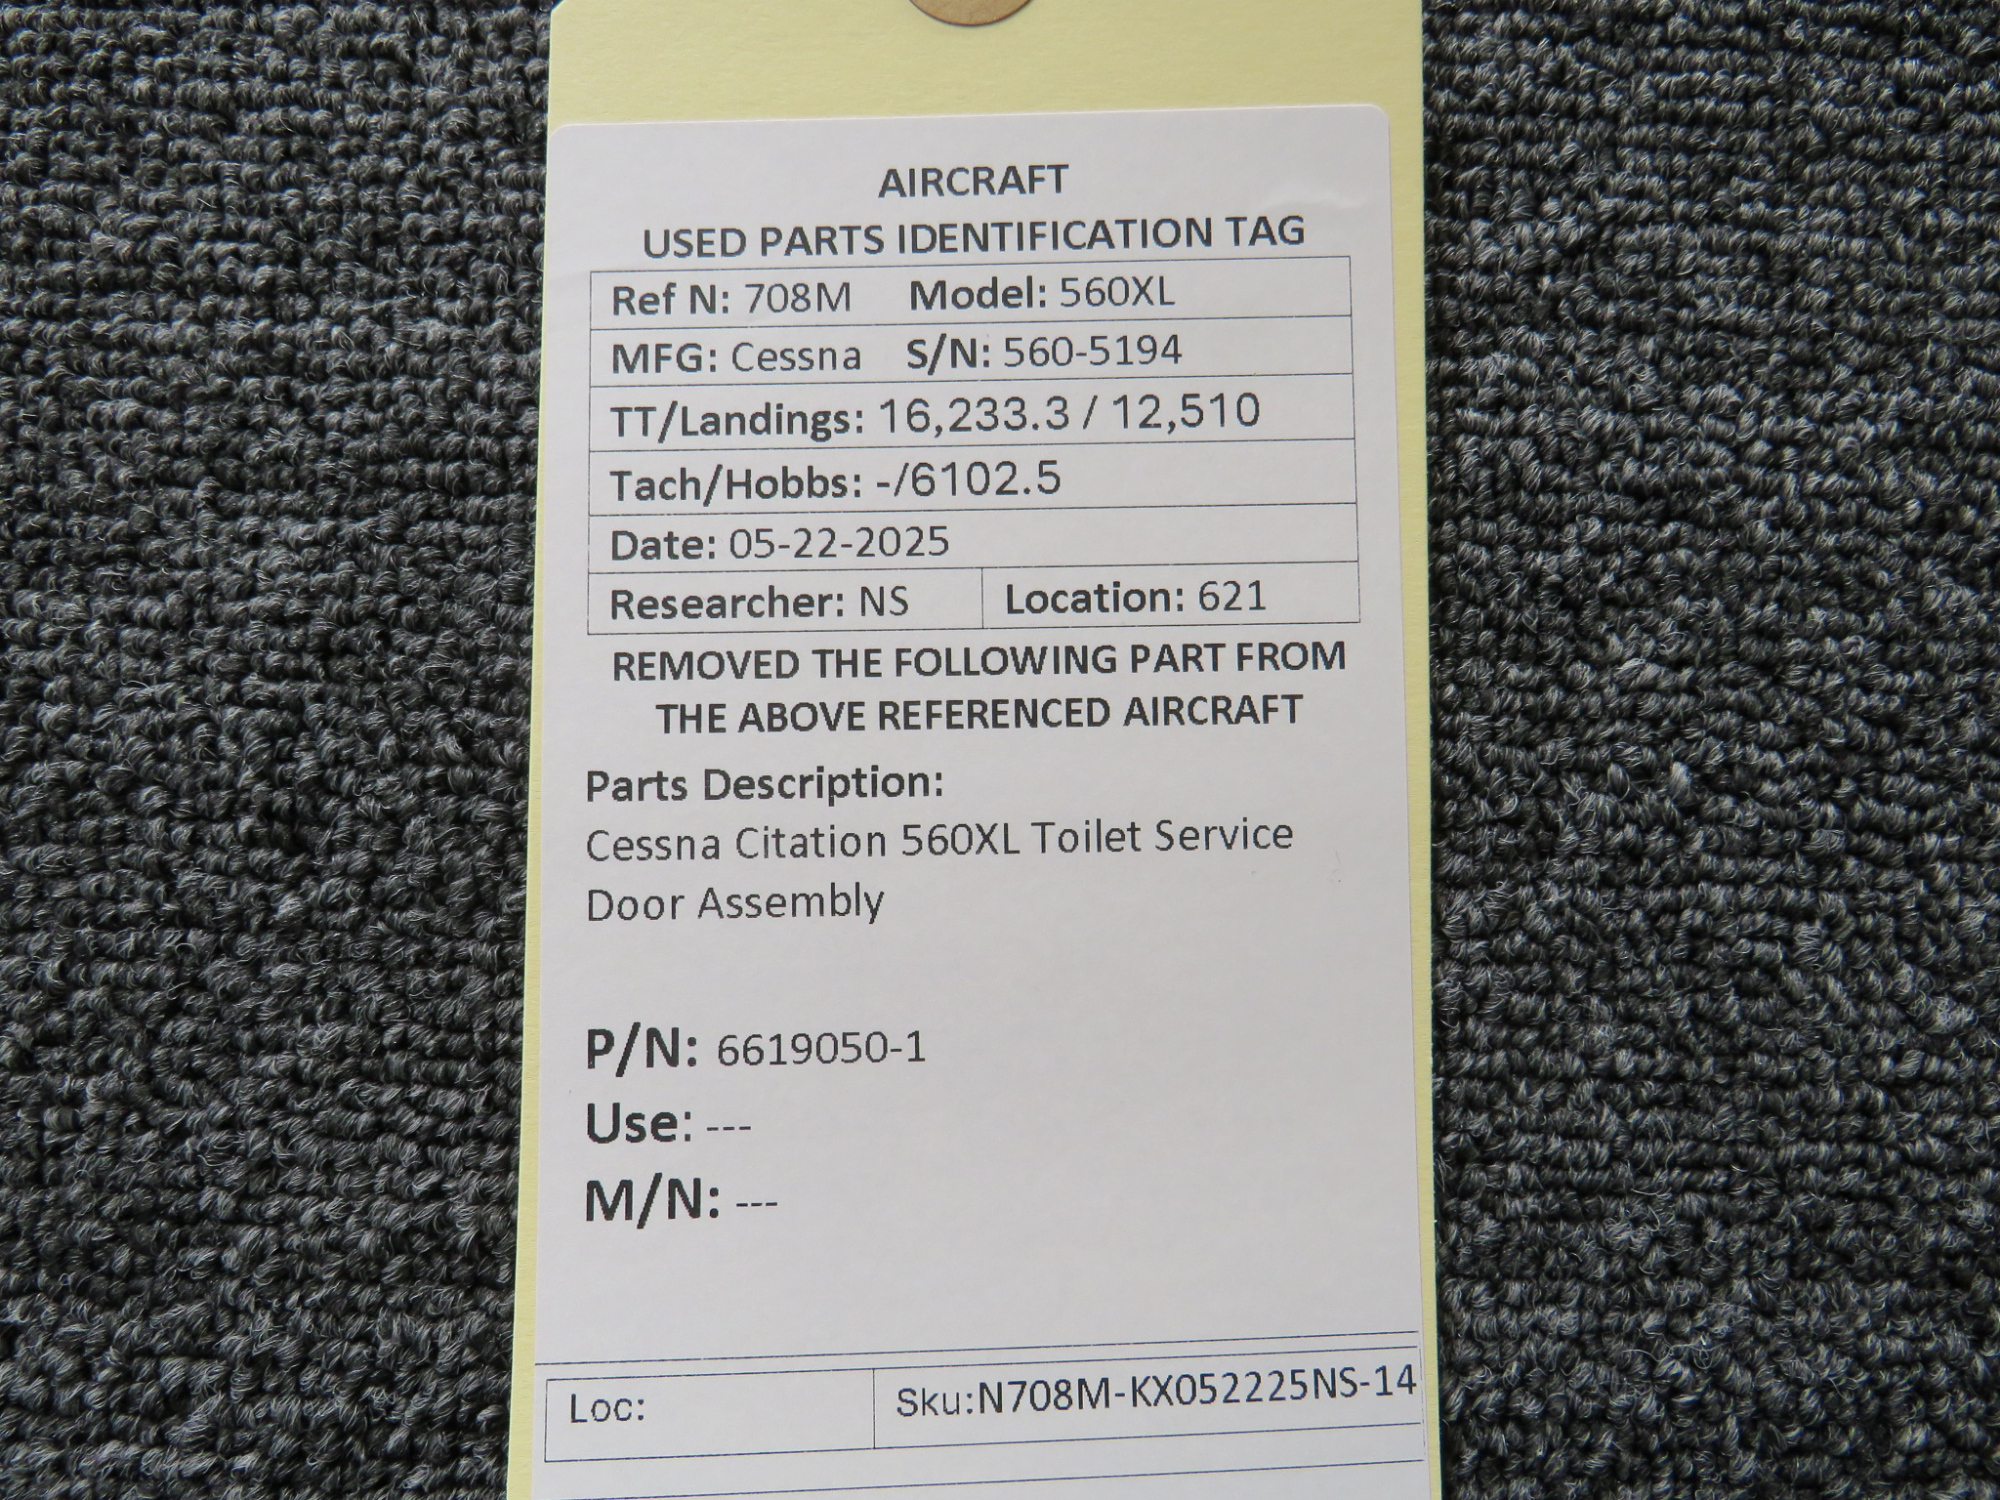 AIRCRAFT
USED PARTS IDENTIFICATION TAG
Ref N: 708M Model: 560XL
MFG: Cessna S/N: 560-5194
TT/Landings: 16,233.3 / 12,510
Tach/Hobbs: -/6102.5
Date: 05-22-2025
Researcher: NS Location: 621
REMOVED THE FOLLOWING PART FROM
THE ABOVE REFERENCED AIRCRAFT
Parts Description:
Cessna Citation 560XL Toilet Service
Door Assembly
P/N: 6619050-1
Use: ---
M/N: ---
Loc: Sku:N708M-KX052225NS-14